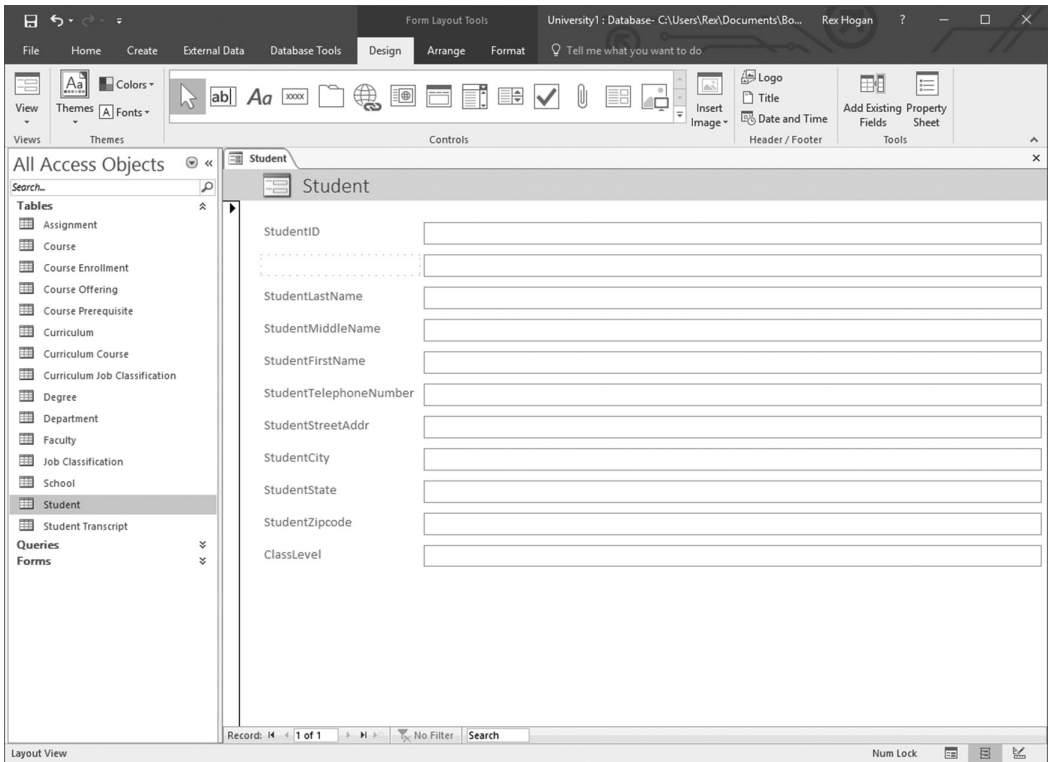 Form Layout Tools University1 : Database- C:\Users\Rex\Documents\Bo... Rex Hogan ?
File Home Create External Data Database Tools Design Arrange Format Tell me what you want to do
View
Views
Aa
Themes
Colors
A Fonts
Themes
ab Aa xxxx
Controls
Insert
Image
Logo
Title
Date and Time
Header / Footer
Add Existing
Fields
Property
Sheet
Tools
All Access Objects
Search...
Tables
Assignment
Course
Course Enrollment
Course Offering
Course Prerequisite
Curriculum
Curriculum Course
Curriculum Job Classification
Degree
Department
Faculty
Job Classification
School
Student
Student Transcript
Queries
Forms
Student
Student
StudentID
StudentLastName
StudentMiddleName
StudentFirstName
StudentTelephoneNumber
StudentStreetAddr
StudentCity
StudentState
StudentZipcode
ClassLevel
Record: 1 of 1 No Filter Search
Layout View Num Lock